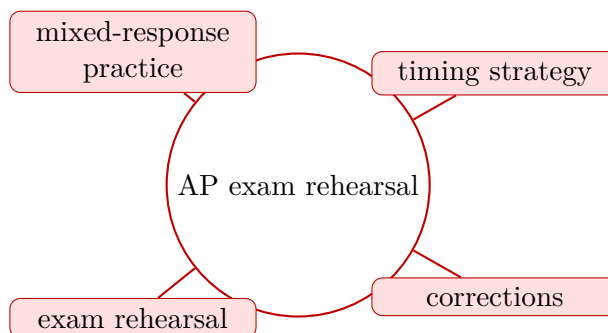 mixed-response
practice
timing strategy
AP exam rehearsal
exam rehearsal
corrections